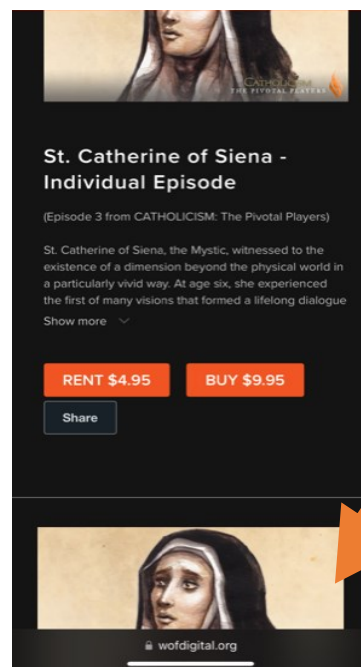 CATHOLICISM
THE PIVOTAL PLAYERS
St. Catherine of Siena -
Individual Episode
(Episode 3 from CATHOLICISM: The Pivotal Players)
St. Catherine of Siena, the Mystic, witnessed to the
existence of a dimension beyond the physical world in
a particularly vivid way. At age six, she experienced
the first of many visions that formed a lifelong dialogue
Show more
RENT $4.95 BUY $9.95
Share
wofdigital.org